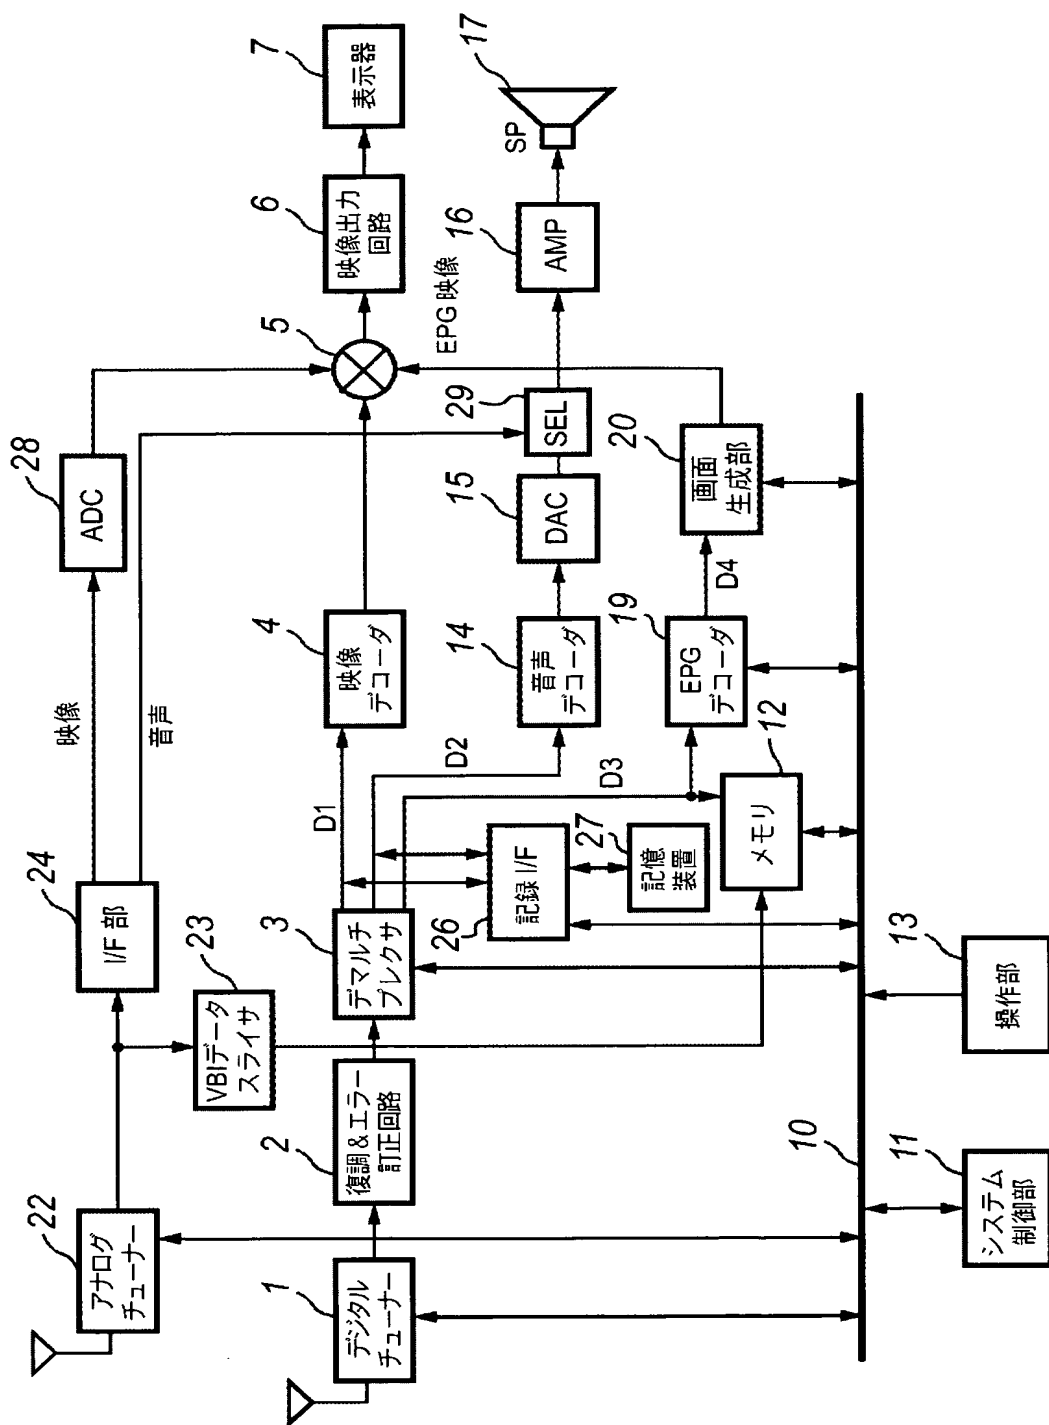 22
アナログ
チューナー
23
VBIデータ
スライサ
24
I/F 部
映像
音声
28
ADC
1
デジタル
チューナー
2
復調&エラー
訂正回路
3
デマルチ
プレクサ
D1
D2
D3
4
映像
デコーダ
5
6
映像出力
回路
7
表示器
EPG 映像
26
記録 I/F
27
記憶
装置
14
音声
デコーダ
15
DAC
29
SEL
16
AMP
SP
17
12
メモリ
19
EPG
デコーダ
D4
20
画面
生成部
10
11
システム
制御部
13
操作部